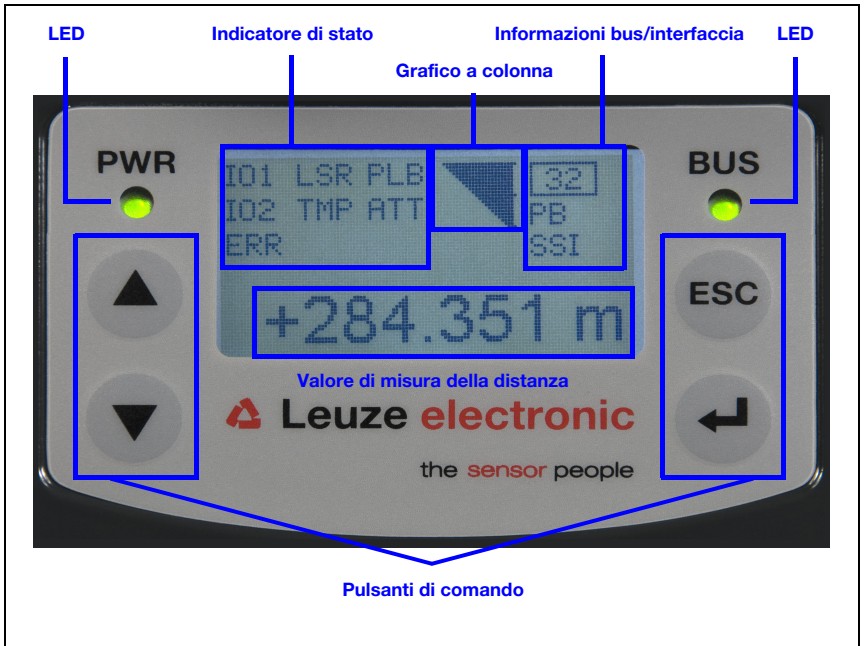 LED Indicatore di stato Informazioni bus/interfaccia LED
Grafico a colonna
PWR
BUS
IO1 LSR PLB
IO2 TMP ATT
ERR
32
PB
SSI
ESC
+284.351 m
Valore di misura della distanza
Leuze electronic
the sensor people
Pulsanti di comando